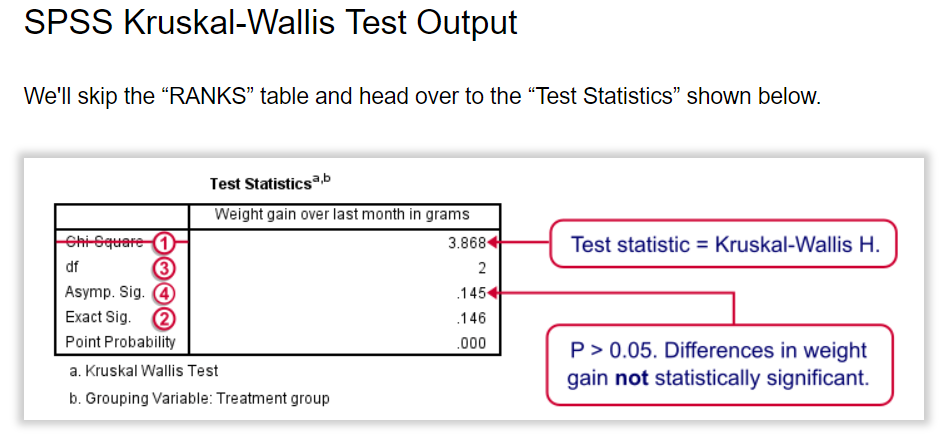 SPSS Kruskal-Wallis Test Output
We'll skip the “RANKS” table and head over to the “Test Statistics” shown below.
Test Statisticsa,b
Weight gain over last month in grams
Chi-Square 1 3.868
df 3 2
Asymp. Sig. 4 .145
Exact Sig. 2 .146
Point Probability .000
a. Kruskal Wallis Test
b. Grouping Variable: Treatment group
Test statistic = Kruskal-Wallis H.
P > 0.05. Differences in weight
gain not statistically significant.